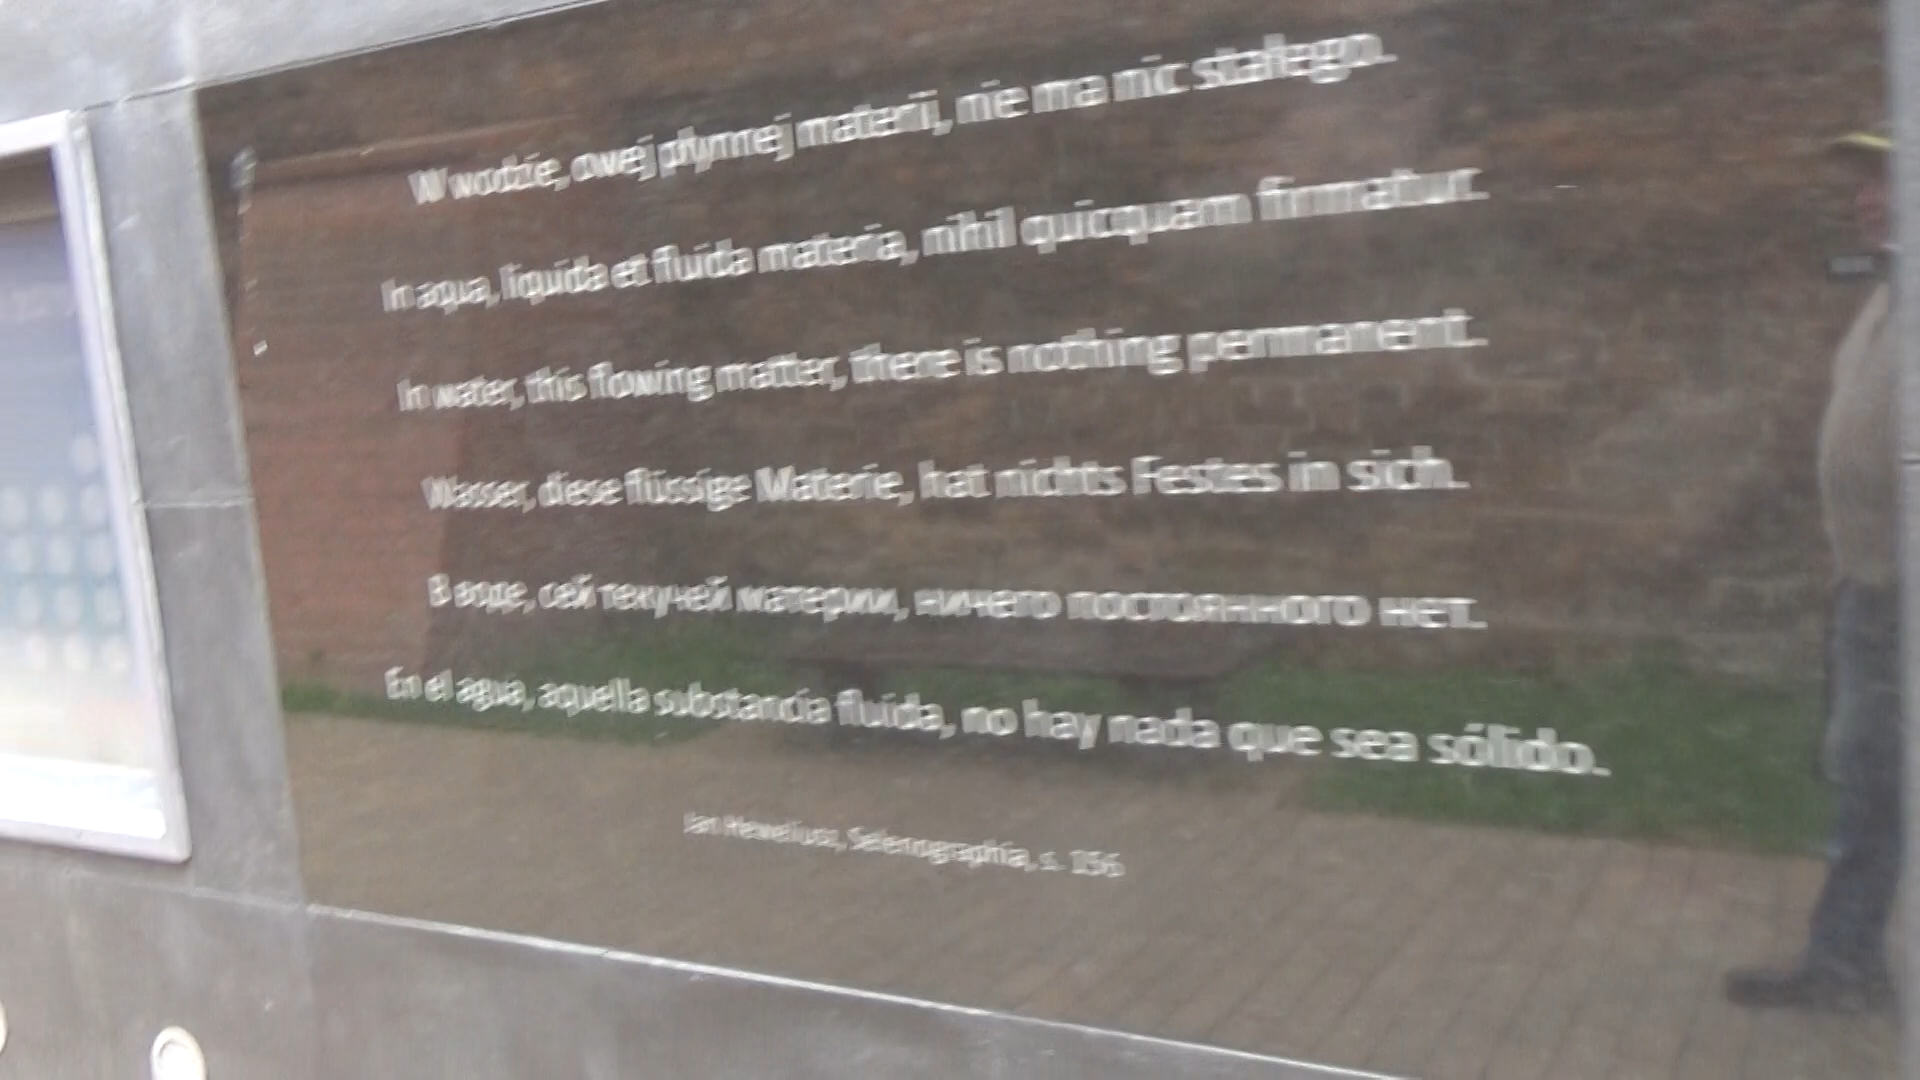 W wodzie, owej płynnej materii, nie ma nic stałego.
In aqua, liquida et fluida materia, nihil quicquam firmatur.
In water, this flowing matter, there is nothing permanent.
Wasser, diese flüssige Materie, hat nichts Festes in sich.
В воде, сей текучей материи, ничего постоянного нет.
En el agua, aquella substancia fluida, no hay nada que sea sólido.
Jan Heweliusz, Selenographia, s. 156